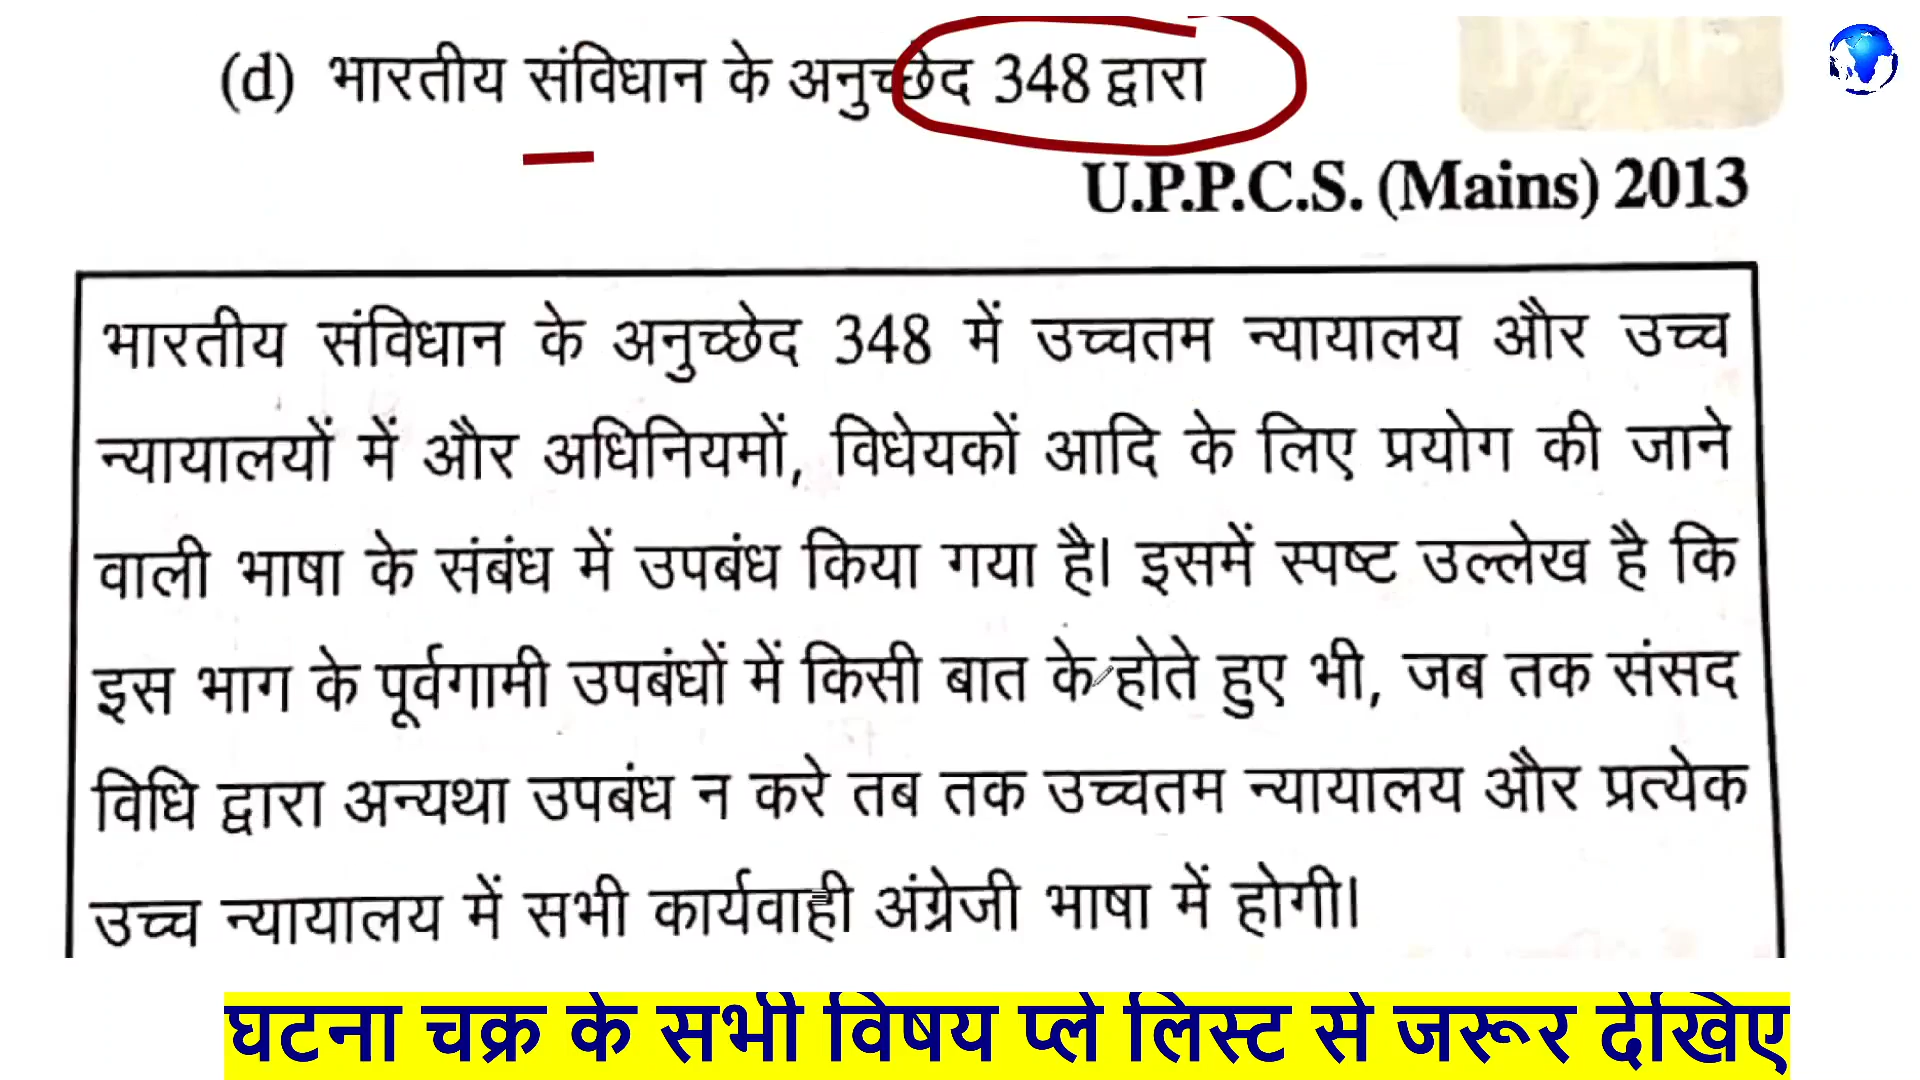 (d) भारतीय संविधान के अनुच्छेद 348 द्वारा
U.P.P.C.S. (Mains) 2013
भारतीय संविधान के अनुच्छेद 348 में उच्चतम न्यायालय और उच्च
न्यायालयों में और अधिनियमों, विधेयकों आदि के लिए प्रयोग की जाने
वाली भाषा के संबंध में उपबंध किया गया है। इसमें स्पष्ट उल्लेख है कि
इस भाग के पूर्वगामी उपबंधों में किसी बात के होते हुए भी, जब तक संसद
विधि द्वारा अन्यथा उपबंध न करे तब तक उच्चतम न्यायालय और प्रत्येक
उच्च न्यायालय में सभी कार्यवाही अंग्रेजी भाषा में होगी।
घटना चक्र के सभी विषय प्ले लिस्ट से जरूर देखिए